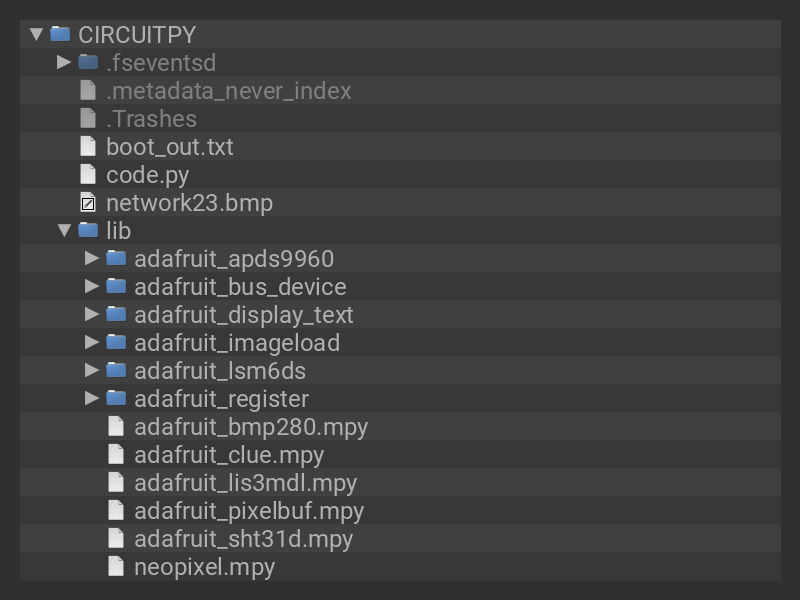 CIRCUITPY
.fseventsd
.metadata_never_index
.Trashes
boot_out.txt
code.py
network23.bmp
lib
adafruit_apds9960
adafruit_bus_device
adafruit_display_text
adafruit_imageload
adafruit_lsm6ds
adafruit_register
adafruit_bmp280.mpy
adafruit_clue.mpy
adafruit_lis3mdl.mpy
adafruit_pixelbuf.mpy
adafruit_sht31d.mpy
neopixel.mpy